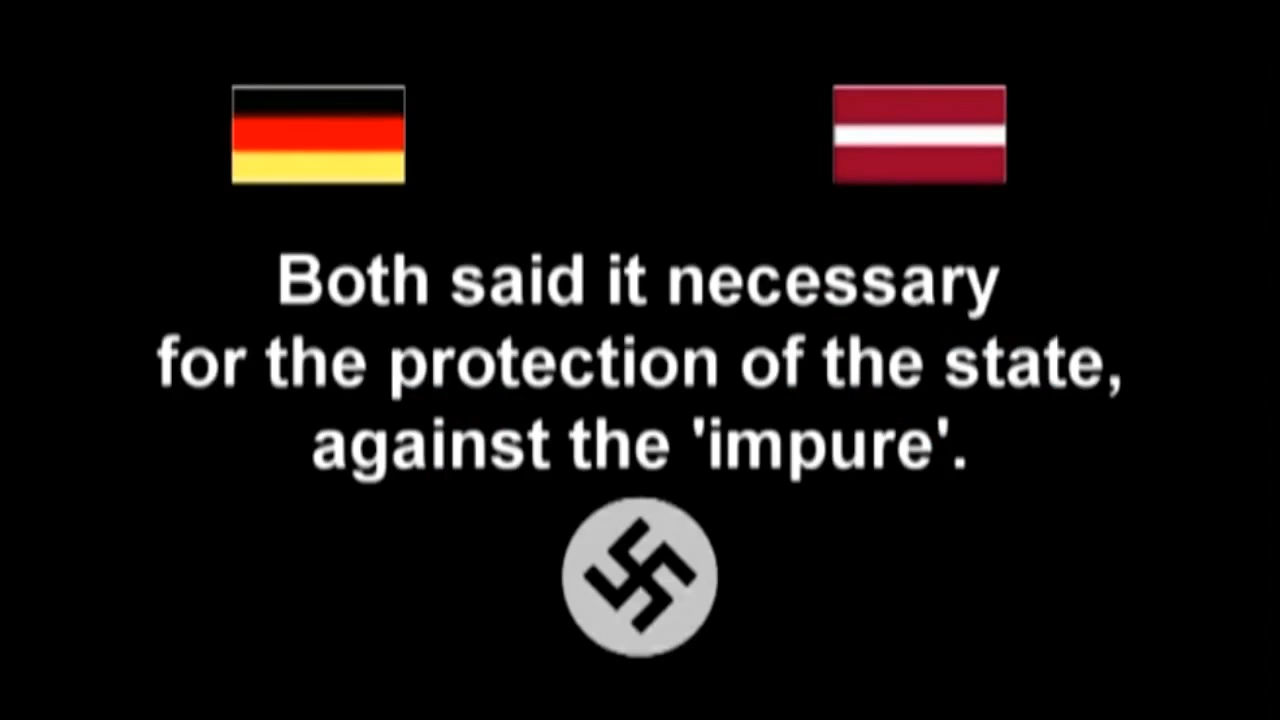 Both said it necessary
for the protection of the state,
against the 'impure'.